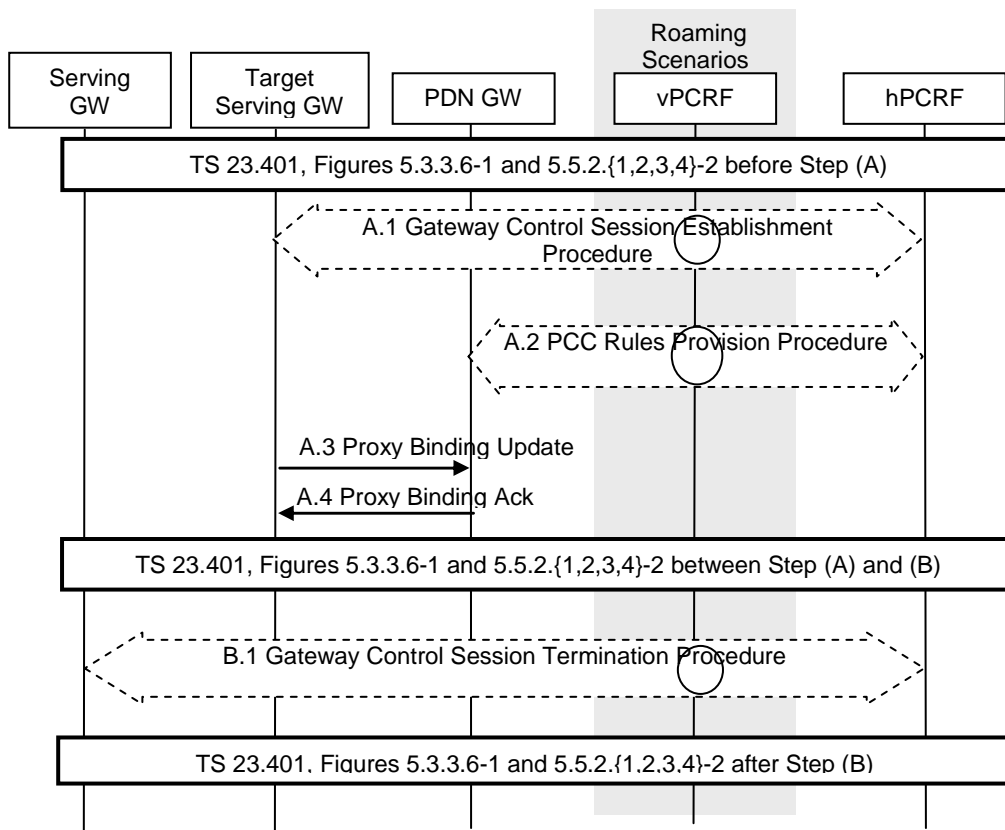 Roaming
Scenarios
Serving
GW
Target
Serving GW
PDN GW
vPCRF
hPCRF
TS 23.401, Figures 5.3.3.6-1 and 5.5.2.{1,2,3,4}-2 before Step (A)
A.1 Gateway Control Session Establishment
Procedure
A.2 PCC Rules Provision Procedure
A.3 Proxy Binding Update
A.4 Proxy Binding Ack
TS 23.401, Figures 5.3.3.6-1 and 5.5.2.{1,2,3,4}-2 between Step (A) and (B)
B.1 Gateway Control Session Termination Procedure
TS 23.401, Figures 5.3.3.6-1 and 5.5.2.{1,2,3,4}-2 after Step (B)